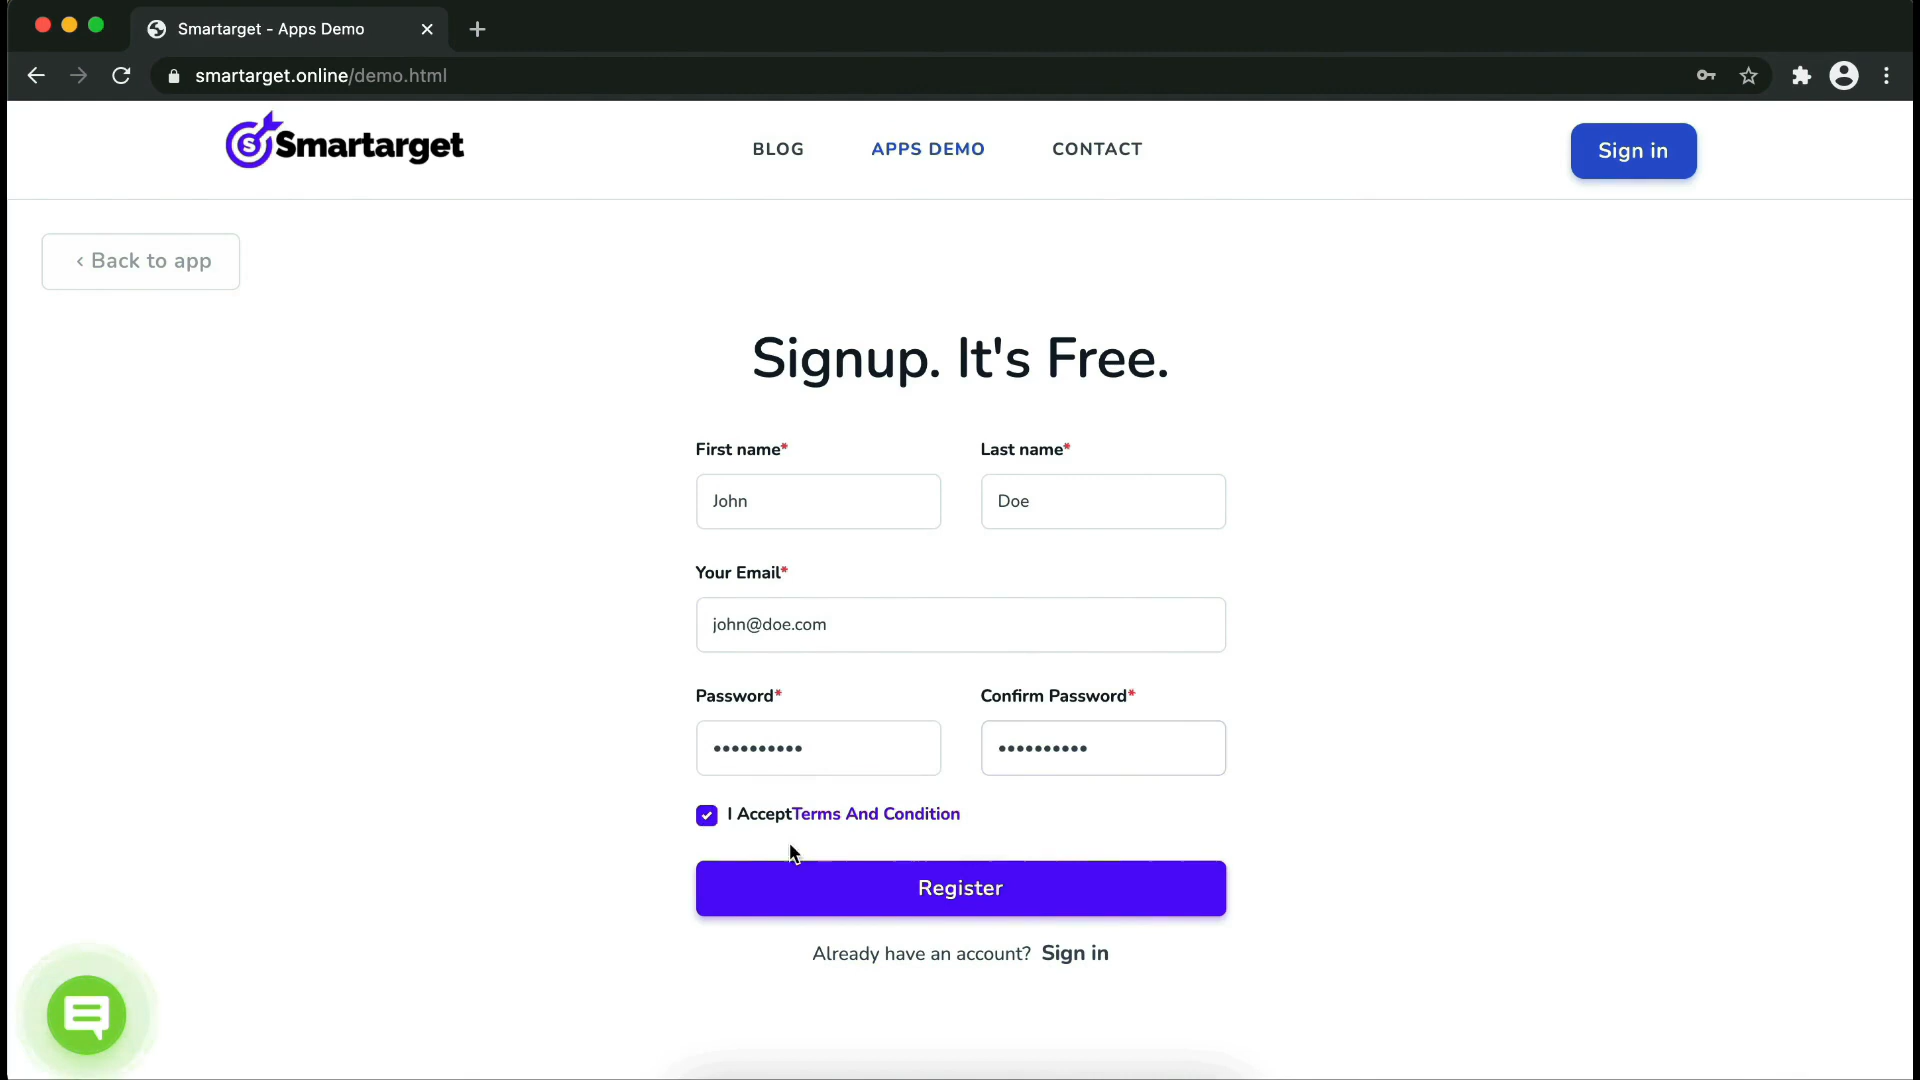 Smartarget - Apps Demo
smartarget.online/demo.html
Smartarget
BLOG
APPS DEMO
CONTACT
Sign in
‹ Back to app
Signup. It's Free.
First name*
Last name*
John
Doe
Your Email*
john@doe.com
Password*
Confirm Password*
••••••••••
••••••••••
I AcceptTerms And Condition
Register
Already have an account? Sign in